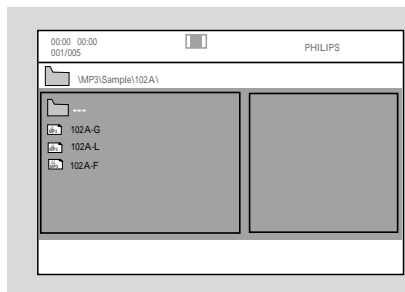 00:00 00:00
001/005
PHILIPS
\MP3\Sample\102A\
---
102A-G
102A-L
102A-F